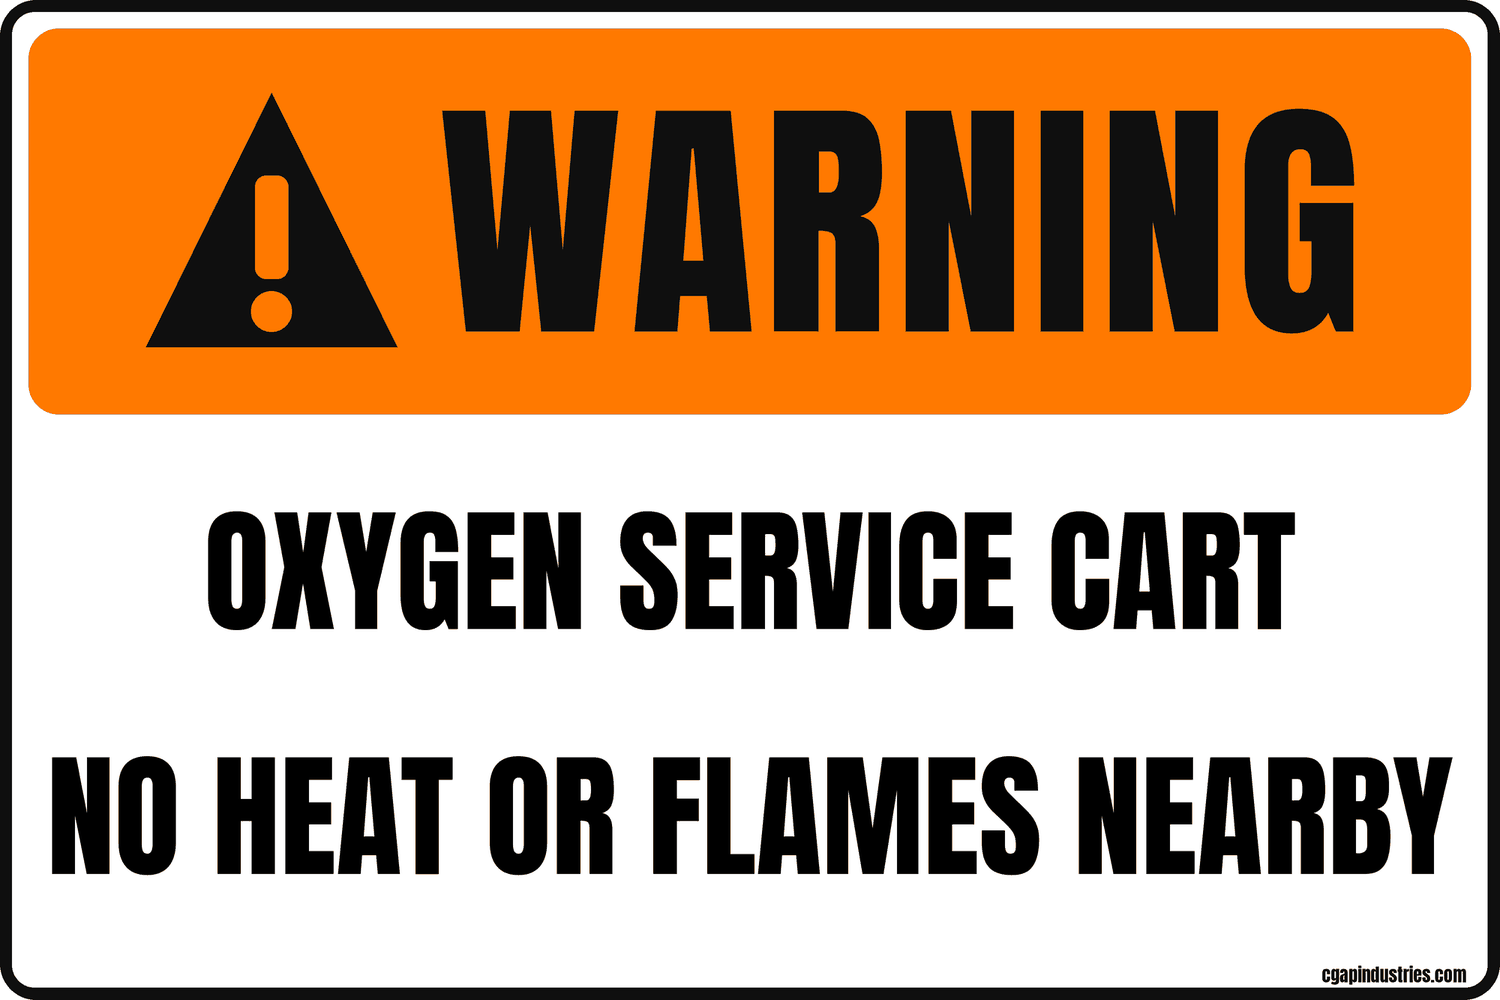 WARNING
OXYGEN SERVICE CART
NO HEAT OR FLAMES NEARBY
cgapindustries.com